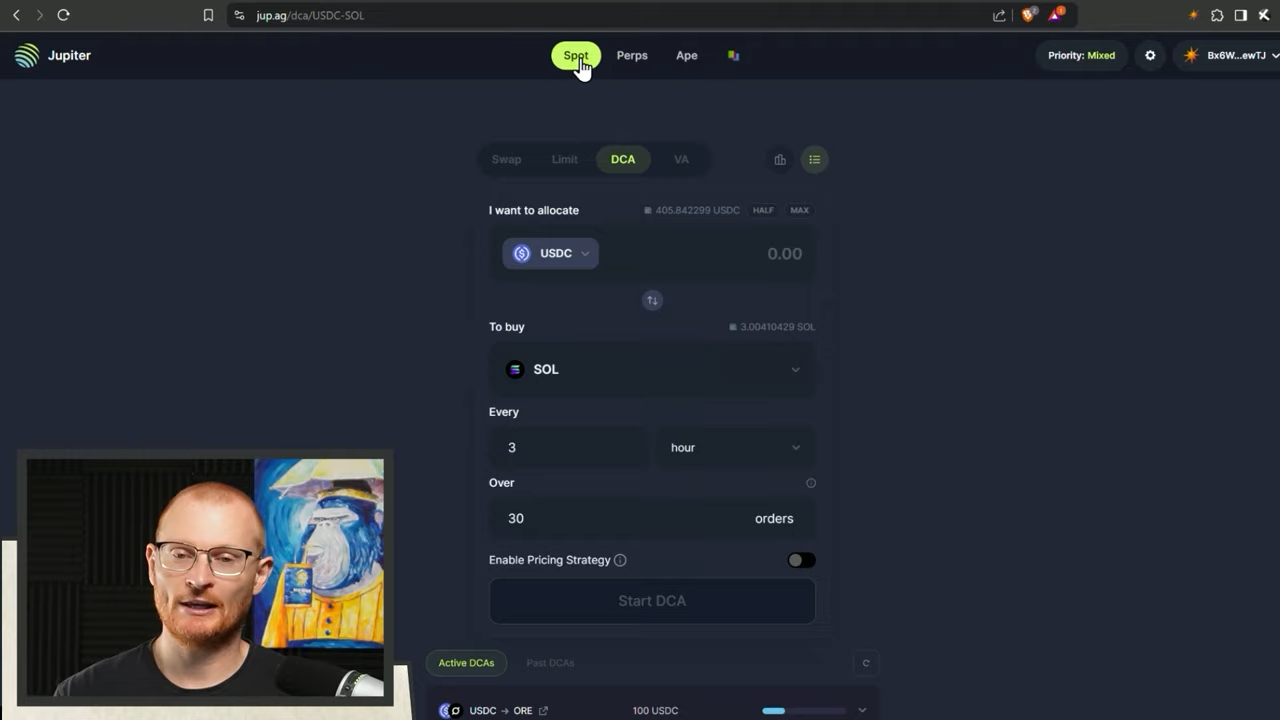 jup.ag/dca/USDC-SOL
Jupiter
Spot Perps Ape
Priority: Mixed
Bx6W...ewTJ
Swap Limit DCA VA
I want to allocate 405.842299 USDC HALF MAX
USDC 0.00
To buy 3.00410429 SOL
SOL
Every
3 hour
Over
30 orders
Enable Pricing Strategy
Start DCA
Active DCAs Past DCAs
USDC → ORE 100 USDC